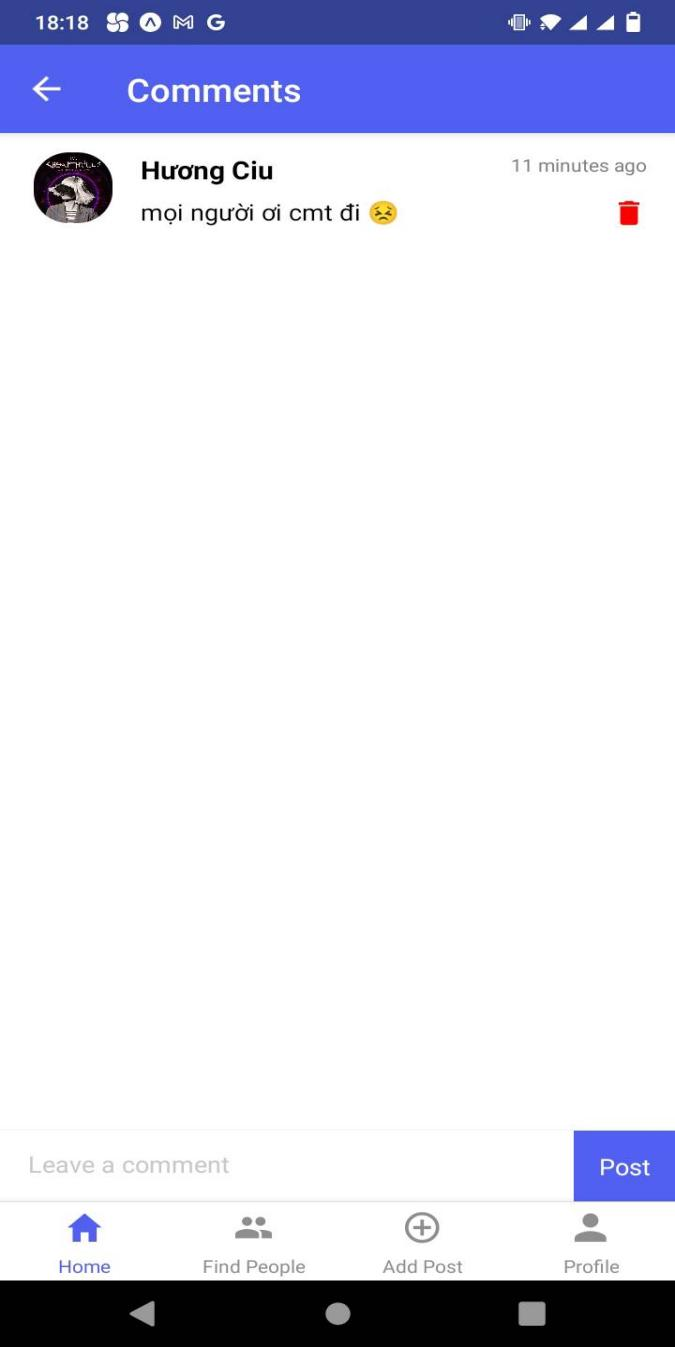 18:18
Comments
Hương Ciu
11 minutes ago
mọi người ơi cmt đi 😣
Leave a comment
Post
Home
Find People
Add Post
Profile